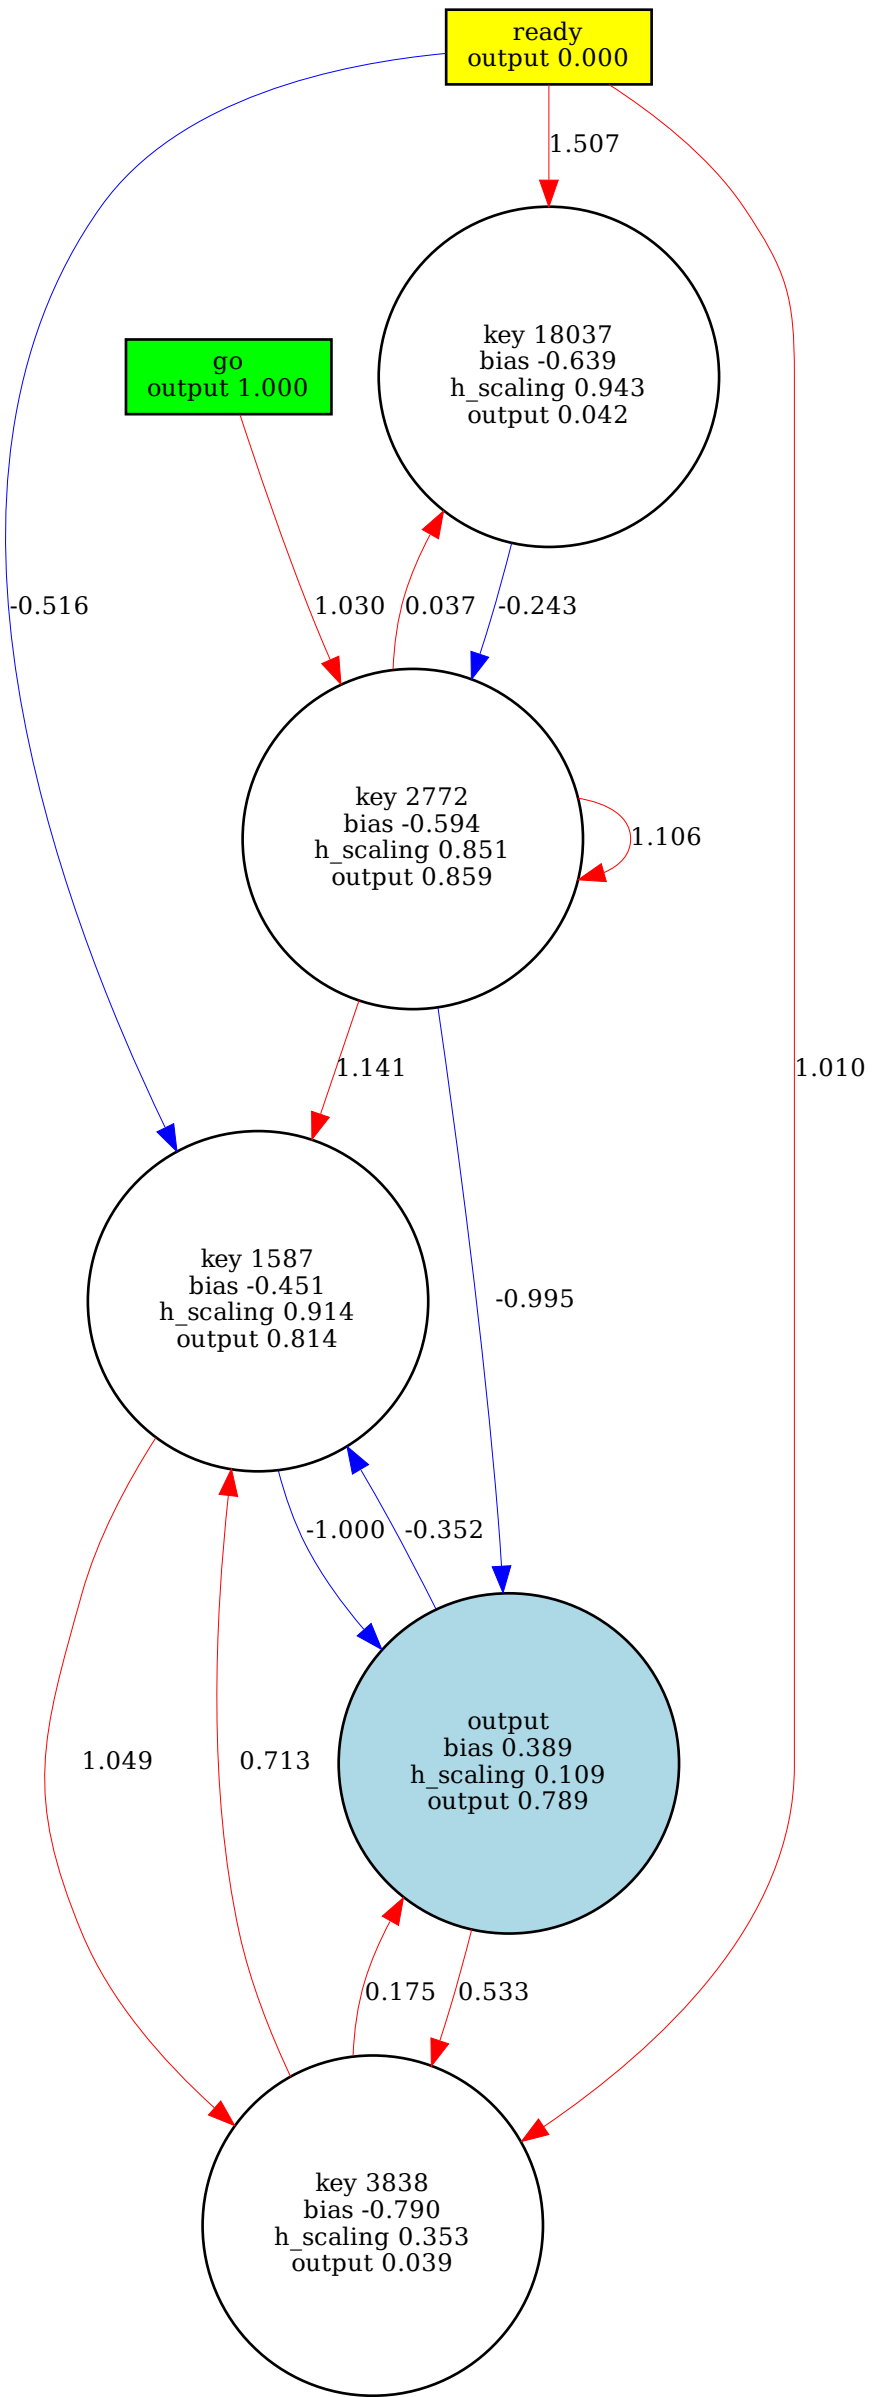 ready
output 0.000
1.507
key 18037
bias -0.639
h_scaling 0.943
output 0.042
go
output 1.000
-0.516
1.030
0.037
-0.243
key 2772
bias -0.594
h_scaling 0.851
output 0.859
1.106
1.141
1.010
key 1587
bias -0.451
h_scaling 0.914
output 0.814
-0.995
-1.000
-0.352
output
bias 0.389
h_scaling 0.109
output 0.789
1.049
0.713
0.175
0.533
key 3838
bias -0.790
h_scaling 0.353
output 0.039